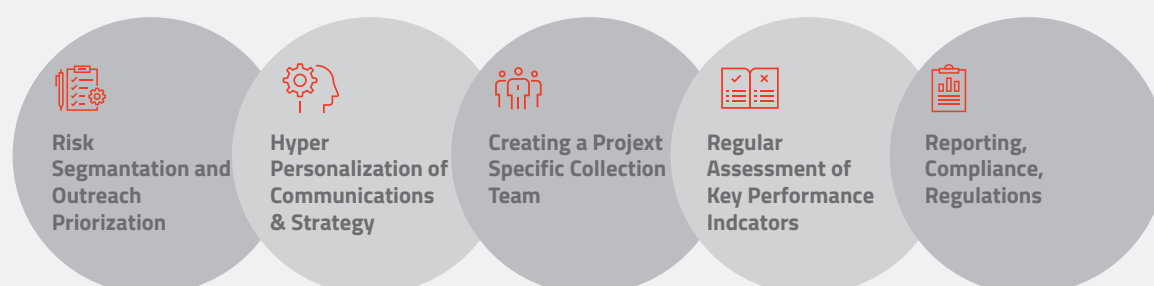 Risk
Segmantation and
Outreach
Priorization
Hyper
Personalization of
Communications
& Strategy
Creating a Projext
Specific Collection
Team
Regular
Assessment of
Key Performance
Indcators
Reporting,
Compliance,
Regulations